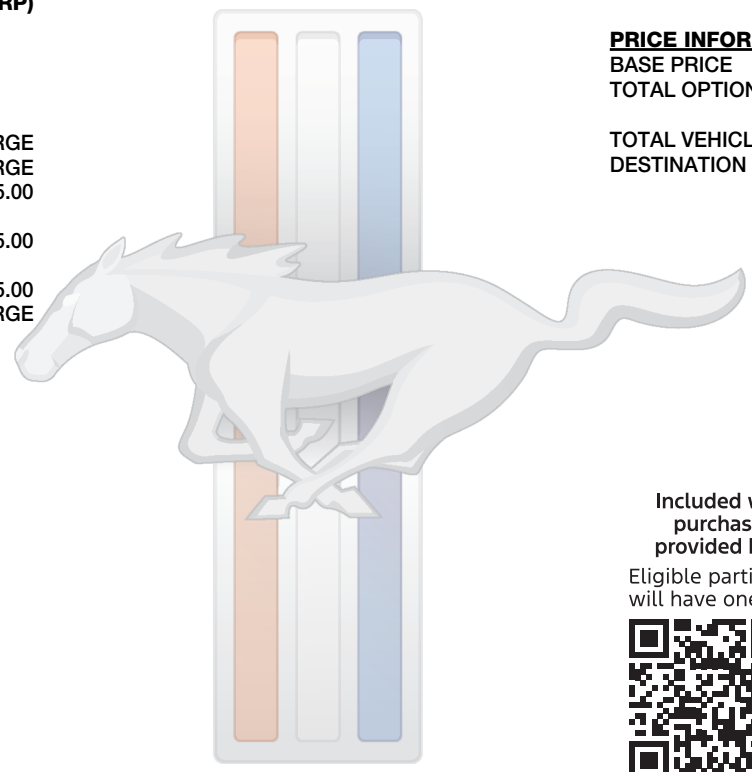 RP)
RGE
RGE
5.00
5.00
5.00
RGE
PRICE INFOR
BASE PRICE
TOTAL OPTION
TOTAL VEHICL
DESTINATION
Included w
purchas
provided b
Eligible parti
will have one